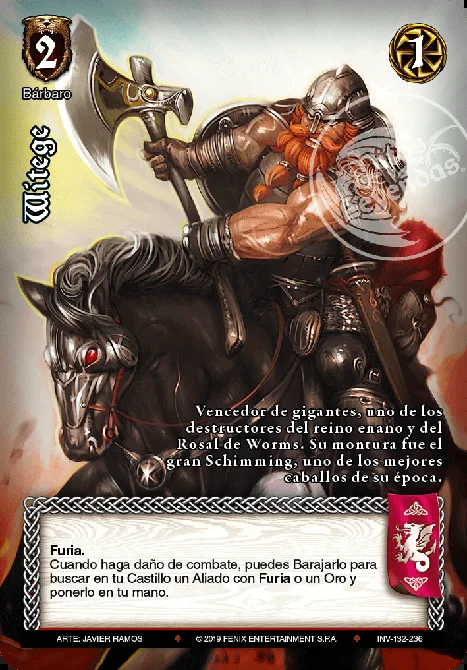 2
1
Bárbaro
Witege
Vencedor de gigantes, uno de los
destructores del reino enano y del
Rosal de Worms. Su montura fue el
gran Schimming, uno de los mejores
caballos de su época.
Furia.
Cuando haga daño de combate, puedes Barajarlo para
buscar en tu Castillo un Aliado con Furia o un Oro y
ponerlo en tu mano.
ARTE: JAVIER RAMOS
© 2019 FENIX ENTERTAINMENT S.P.A.
INV-132-236